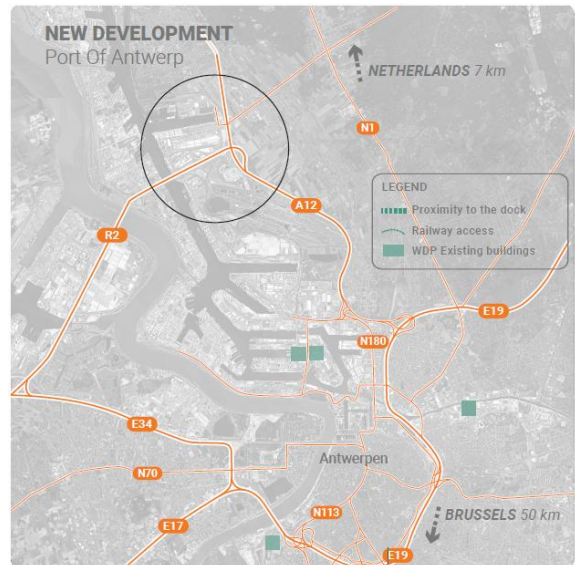 NEW DEVELOPMENT
Port Of Antwerp
NETHERLANDS 7 km
N1
LEGEND
Proximity to the dock
Railway access
WDP Existing buildings
A12
R2
E19
N180
E34
Antwerpen
N70
N113
BRUSSELS 50 km
E17
E19